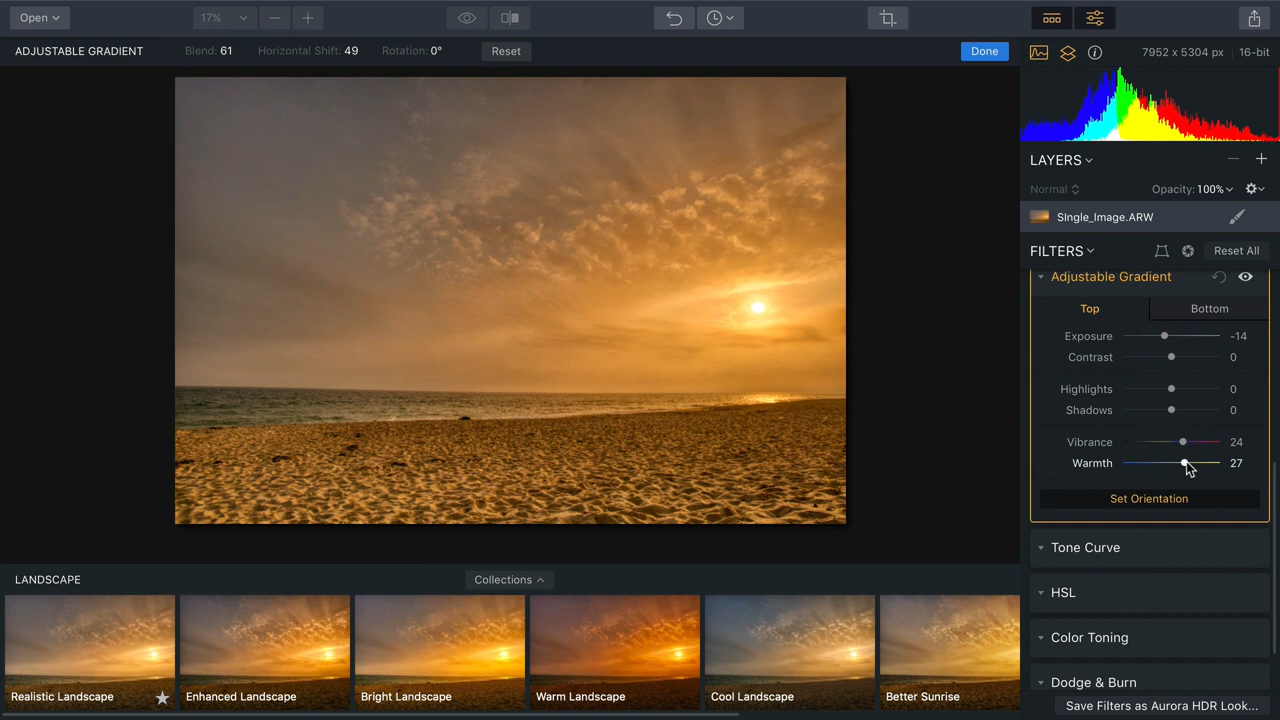 Open 17%
ADJUSTABLE GRADIENT Blend: 61 Horizontal Shift: 49 Rotation: 0° Reset Done
7952 x 5304 px 16-bit
LAYERS
Normal Opacity: 100%
SIngle_Image.ARW
FILTERS Reset All
Adjustable Gradient
Top Bottom
Exposure -14
Contrast 0
Highlights 0
Shadows 0
Vibrance 24
Warmth 27
Set Orientation
Tone Curve
HSL
Color Toning
Dodge & Burn
Save Filters as Aurora HDR Look...
LANDSCAPE Collections
Realistic Landscape Enhanced Landscape Bright Landscape Warm Landscape Cool Landscape Better Sunrise